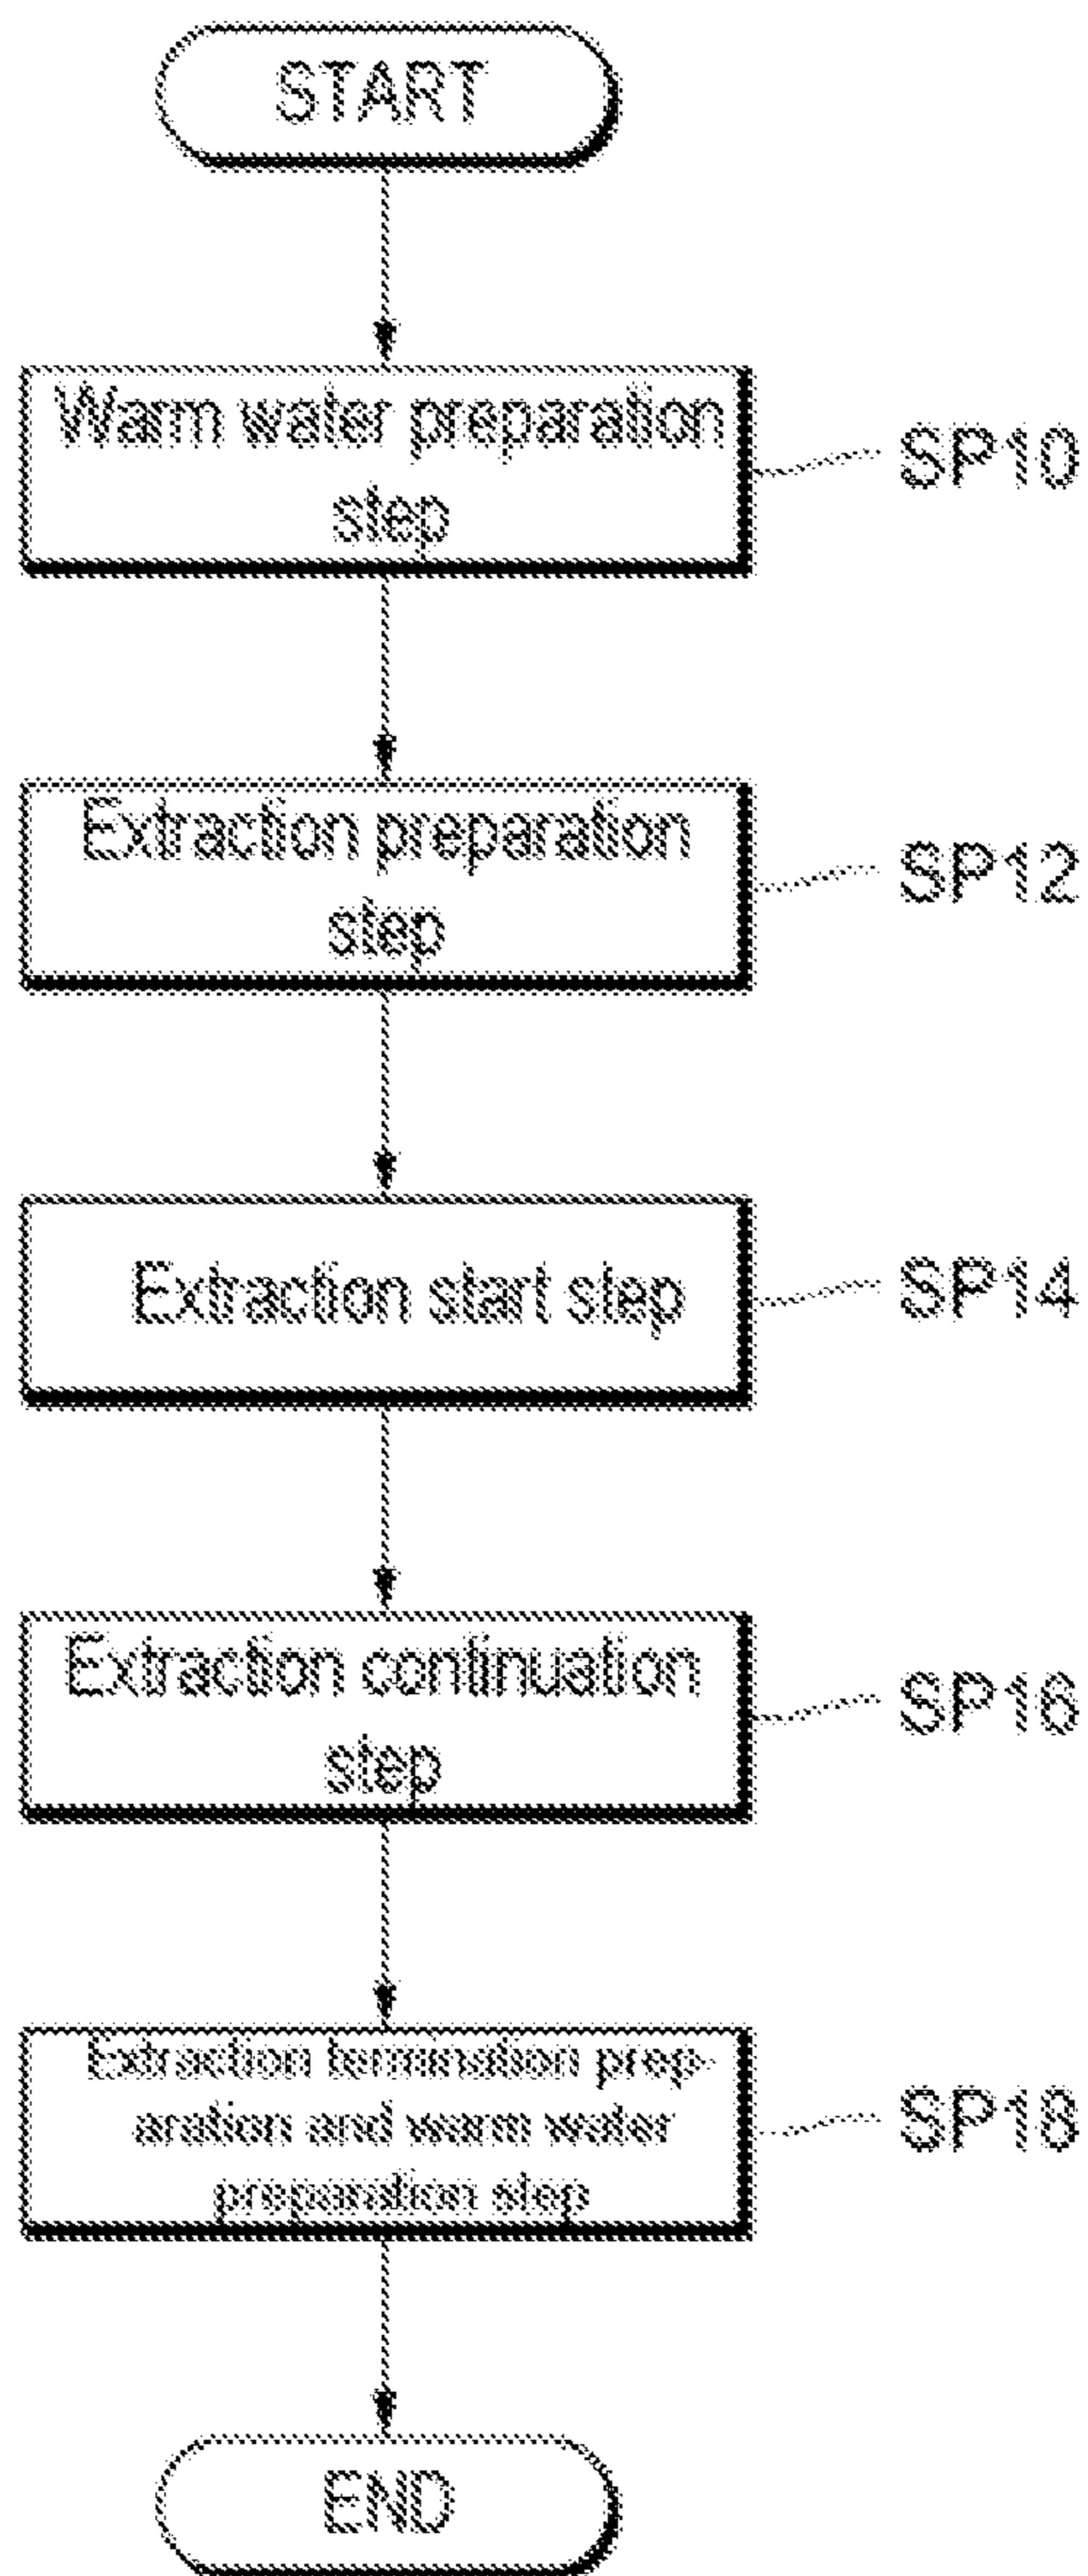 START
Warm water preparation
step
SP10
Extraction preparation
step
SP12
Extraction start step
SP14
Extraction continuation
step
SP16
Extraction termination prep-
aration and warm water
preparation step
SP18
END